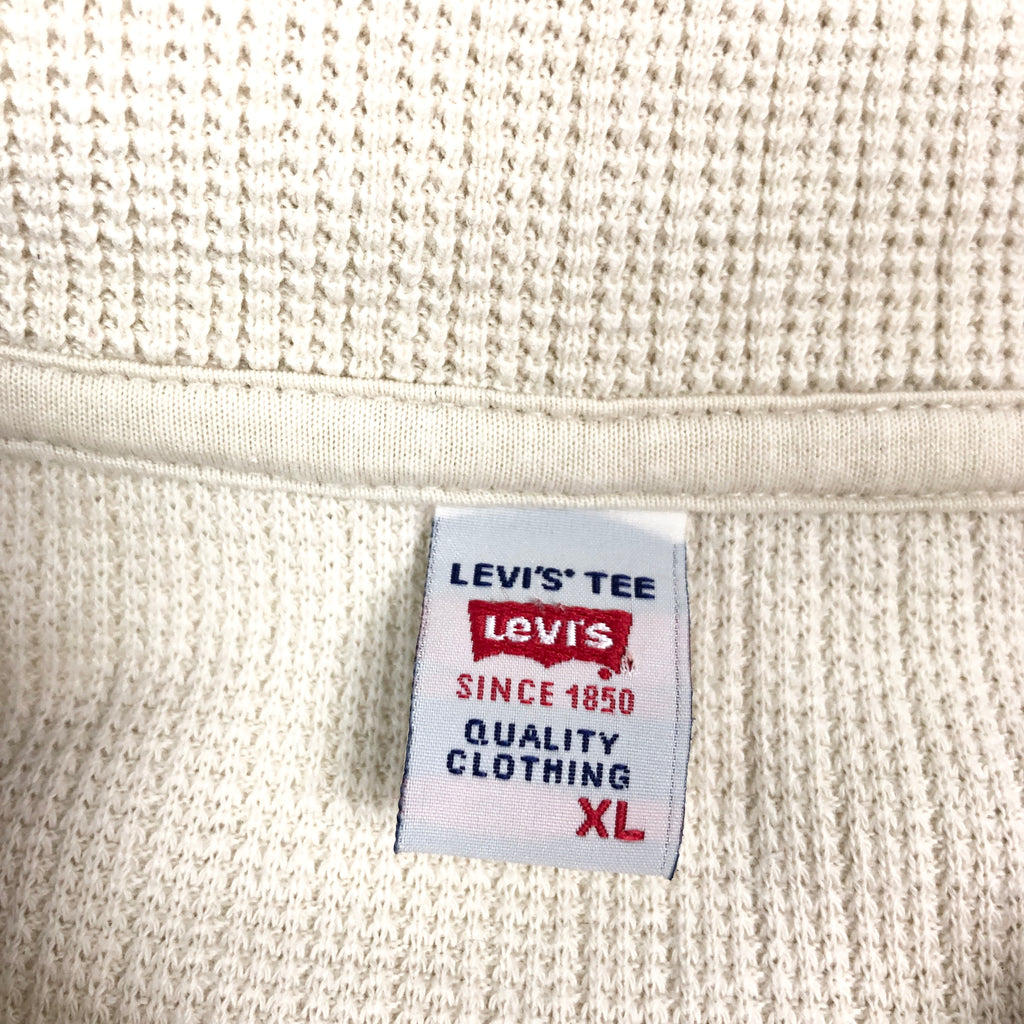 LEVI'S® TEE
Levi's
SINCE 1850
QUALITY
CLOTHING
XL